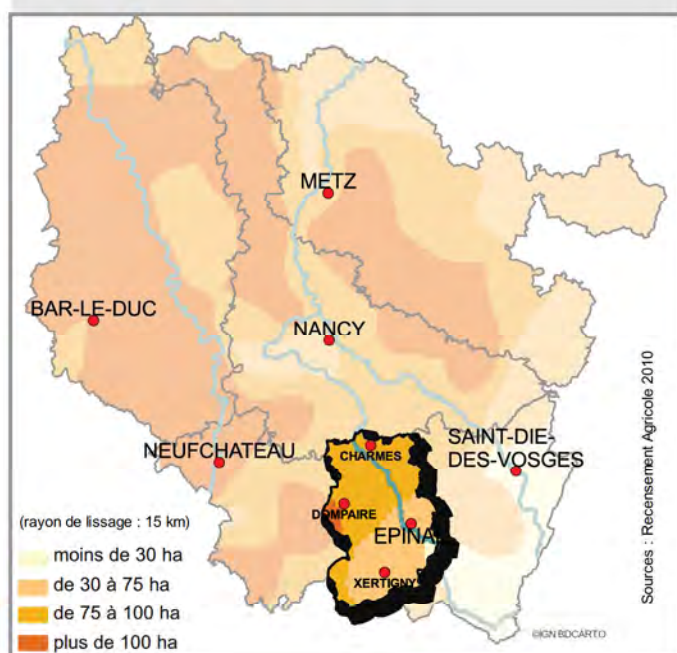 METZ
BAR-LE-DUC
NANCY
NEUFCHATEAU
CHARMES
SAINT-DIE-
DES-VOSGES
DOMPAIRE
EPINAL
XERTIGNY
(rayon de lissage : 15 km)
moins de 30 ha
de 30 à 75 ha
de 75 à 100 ha
plus de 100 ha
Sources : Recensement Agricole 2010
©IGN BDCARTO